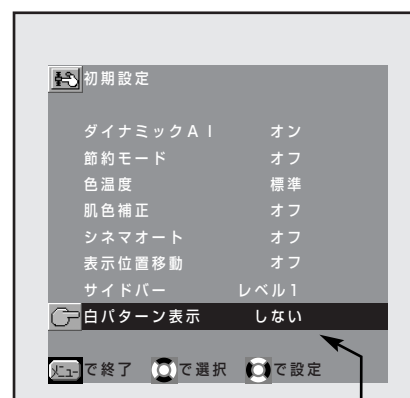 初期設定
ダイナミックAI オン
節約モード オフ
色温度 標準
肌色補正 オフ
シネマオート オフ
表示位置移動 オフ
サイドバー レベル1
白パターン表示 しない
メニューで終了 で選択 で設定